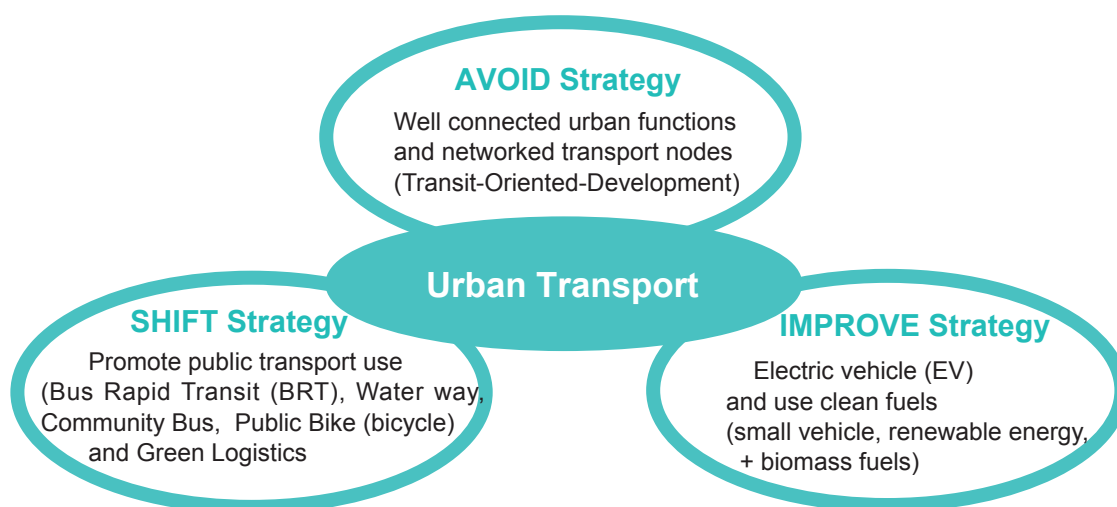 AVOID Strategy
Well connected urban functions
and networked transport nodes
(Transit-Oriented-Development)
Urban Transport
SHIFT Strategy
Promote public transport use
(Bus Rapid Transit (BRT), Water way,
Community Bus, Public Bike (bicycle)
and Green Logistics
IMPROVE Strategy
Electric vehicle (EV)
and use clean fuels
(small vehicle, renewable energy,
+ biomass fuels)